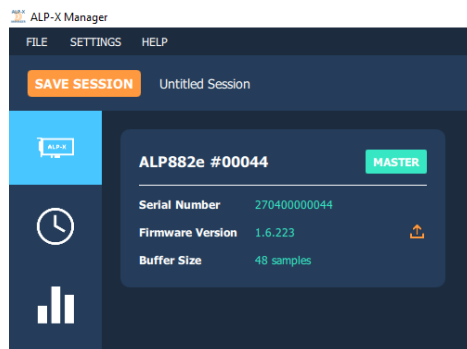 ALP-X Manager
FILE SETTINGS HELP
SAVE SESSION Untitled Session
ALP-X
ALP882e #00044 MASTER
Serial Number 270400000044
Firmware Version 1.6.223
Buffer Size 48 samples